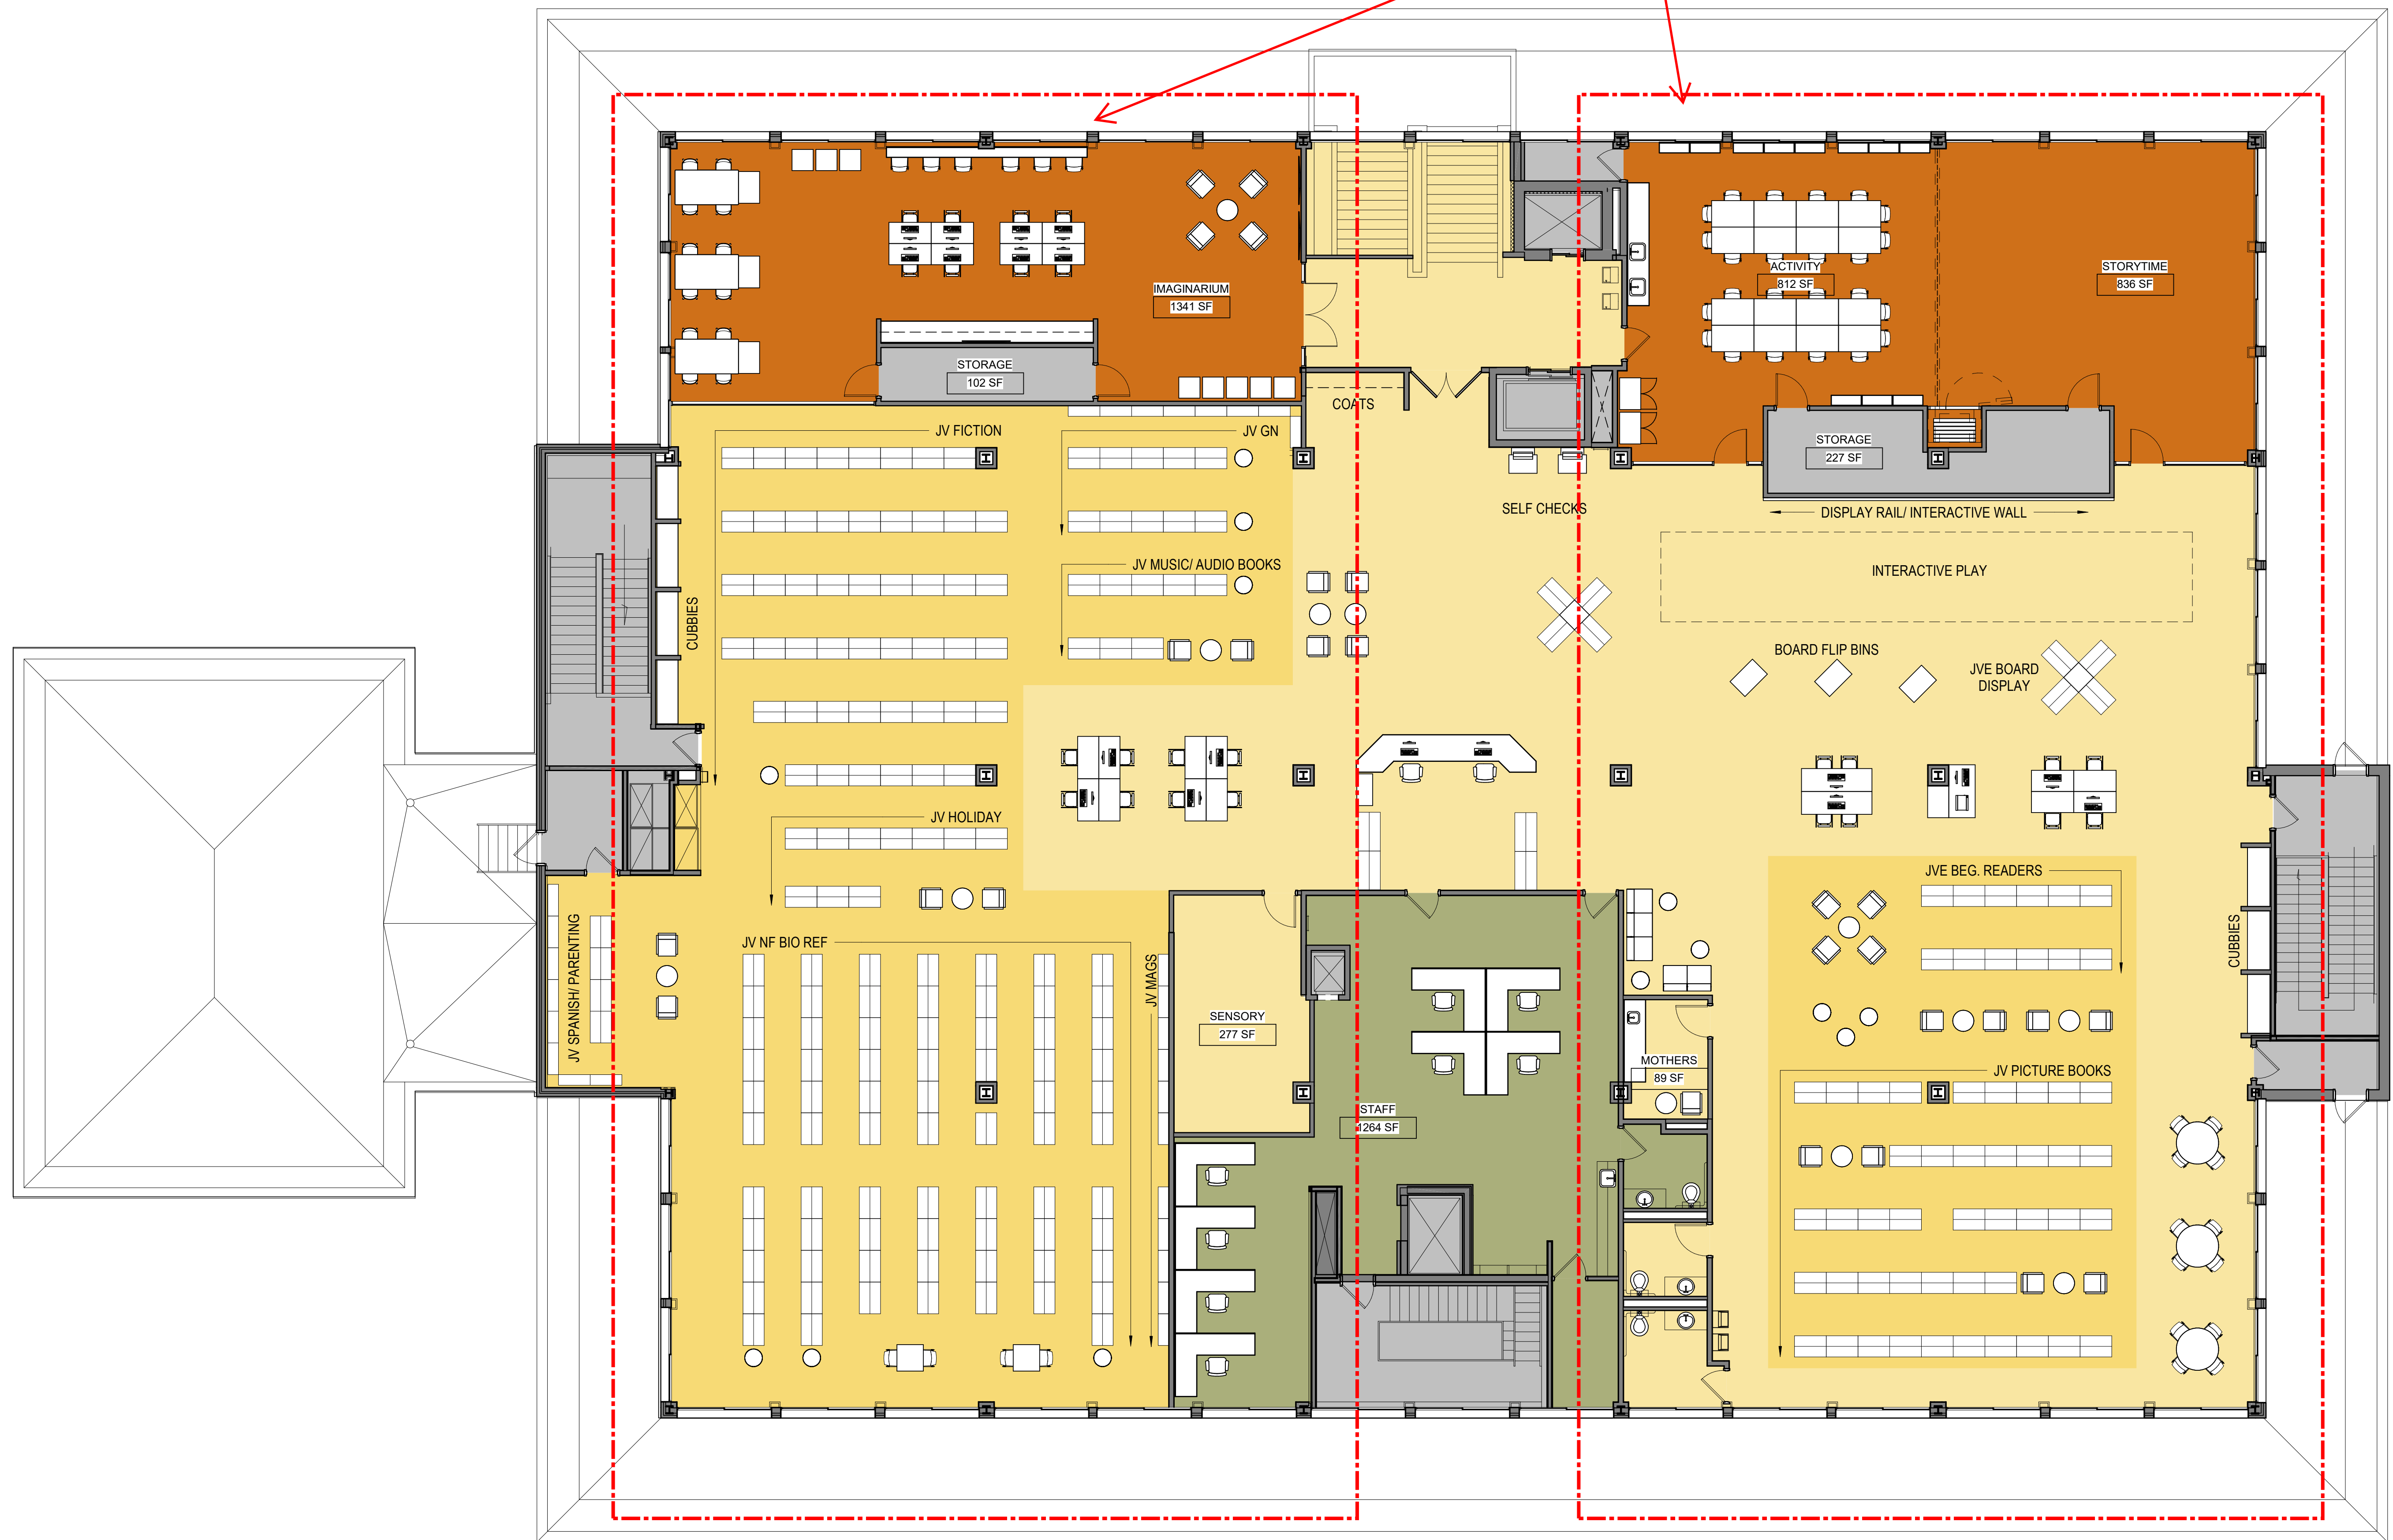 IMAGINARIUM
1341 SF
ACTIVITY
812 SF
STORYTIME
836 SF
STORAGE
102 SF
COATS
JV FICTION
JV GN
STORAGE
227 SF
SELF CHECKS
DISPLAY RAIL/ INTERACTIVE WALL
JV MUSIC/ AUDIO BOOKS
INTERACTIVE PLAY
CUBBIES
BOARD FLIP BINS
JVE BOARD
DISPLAY
JV HOLIDAY
JVE BEG. READERS
JV SPANISH/ PARENTING
JV NF BIO REF
JV MAGS
CUBBIES
SENSORY
277 SF
MOTHERS
89 SF
JV PICTURE BOOKS
STAFF
1264 SF